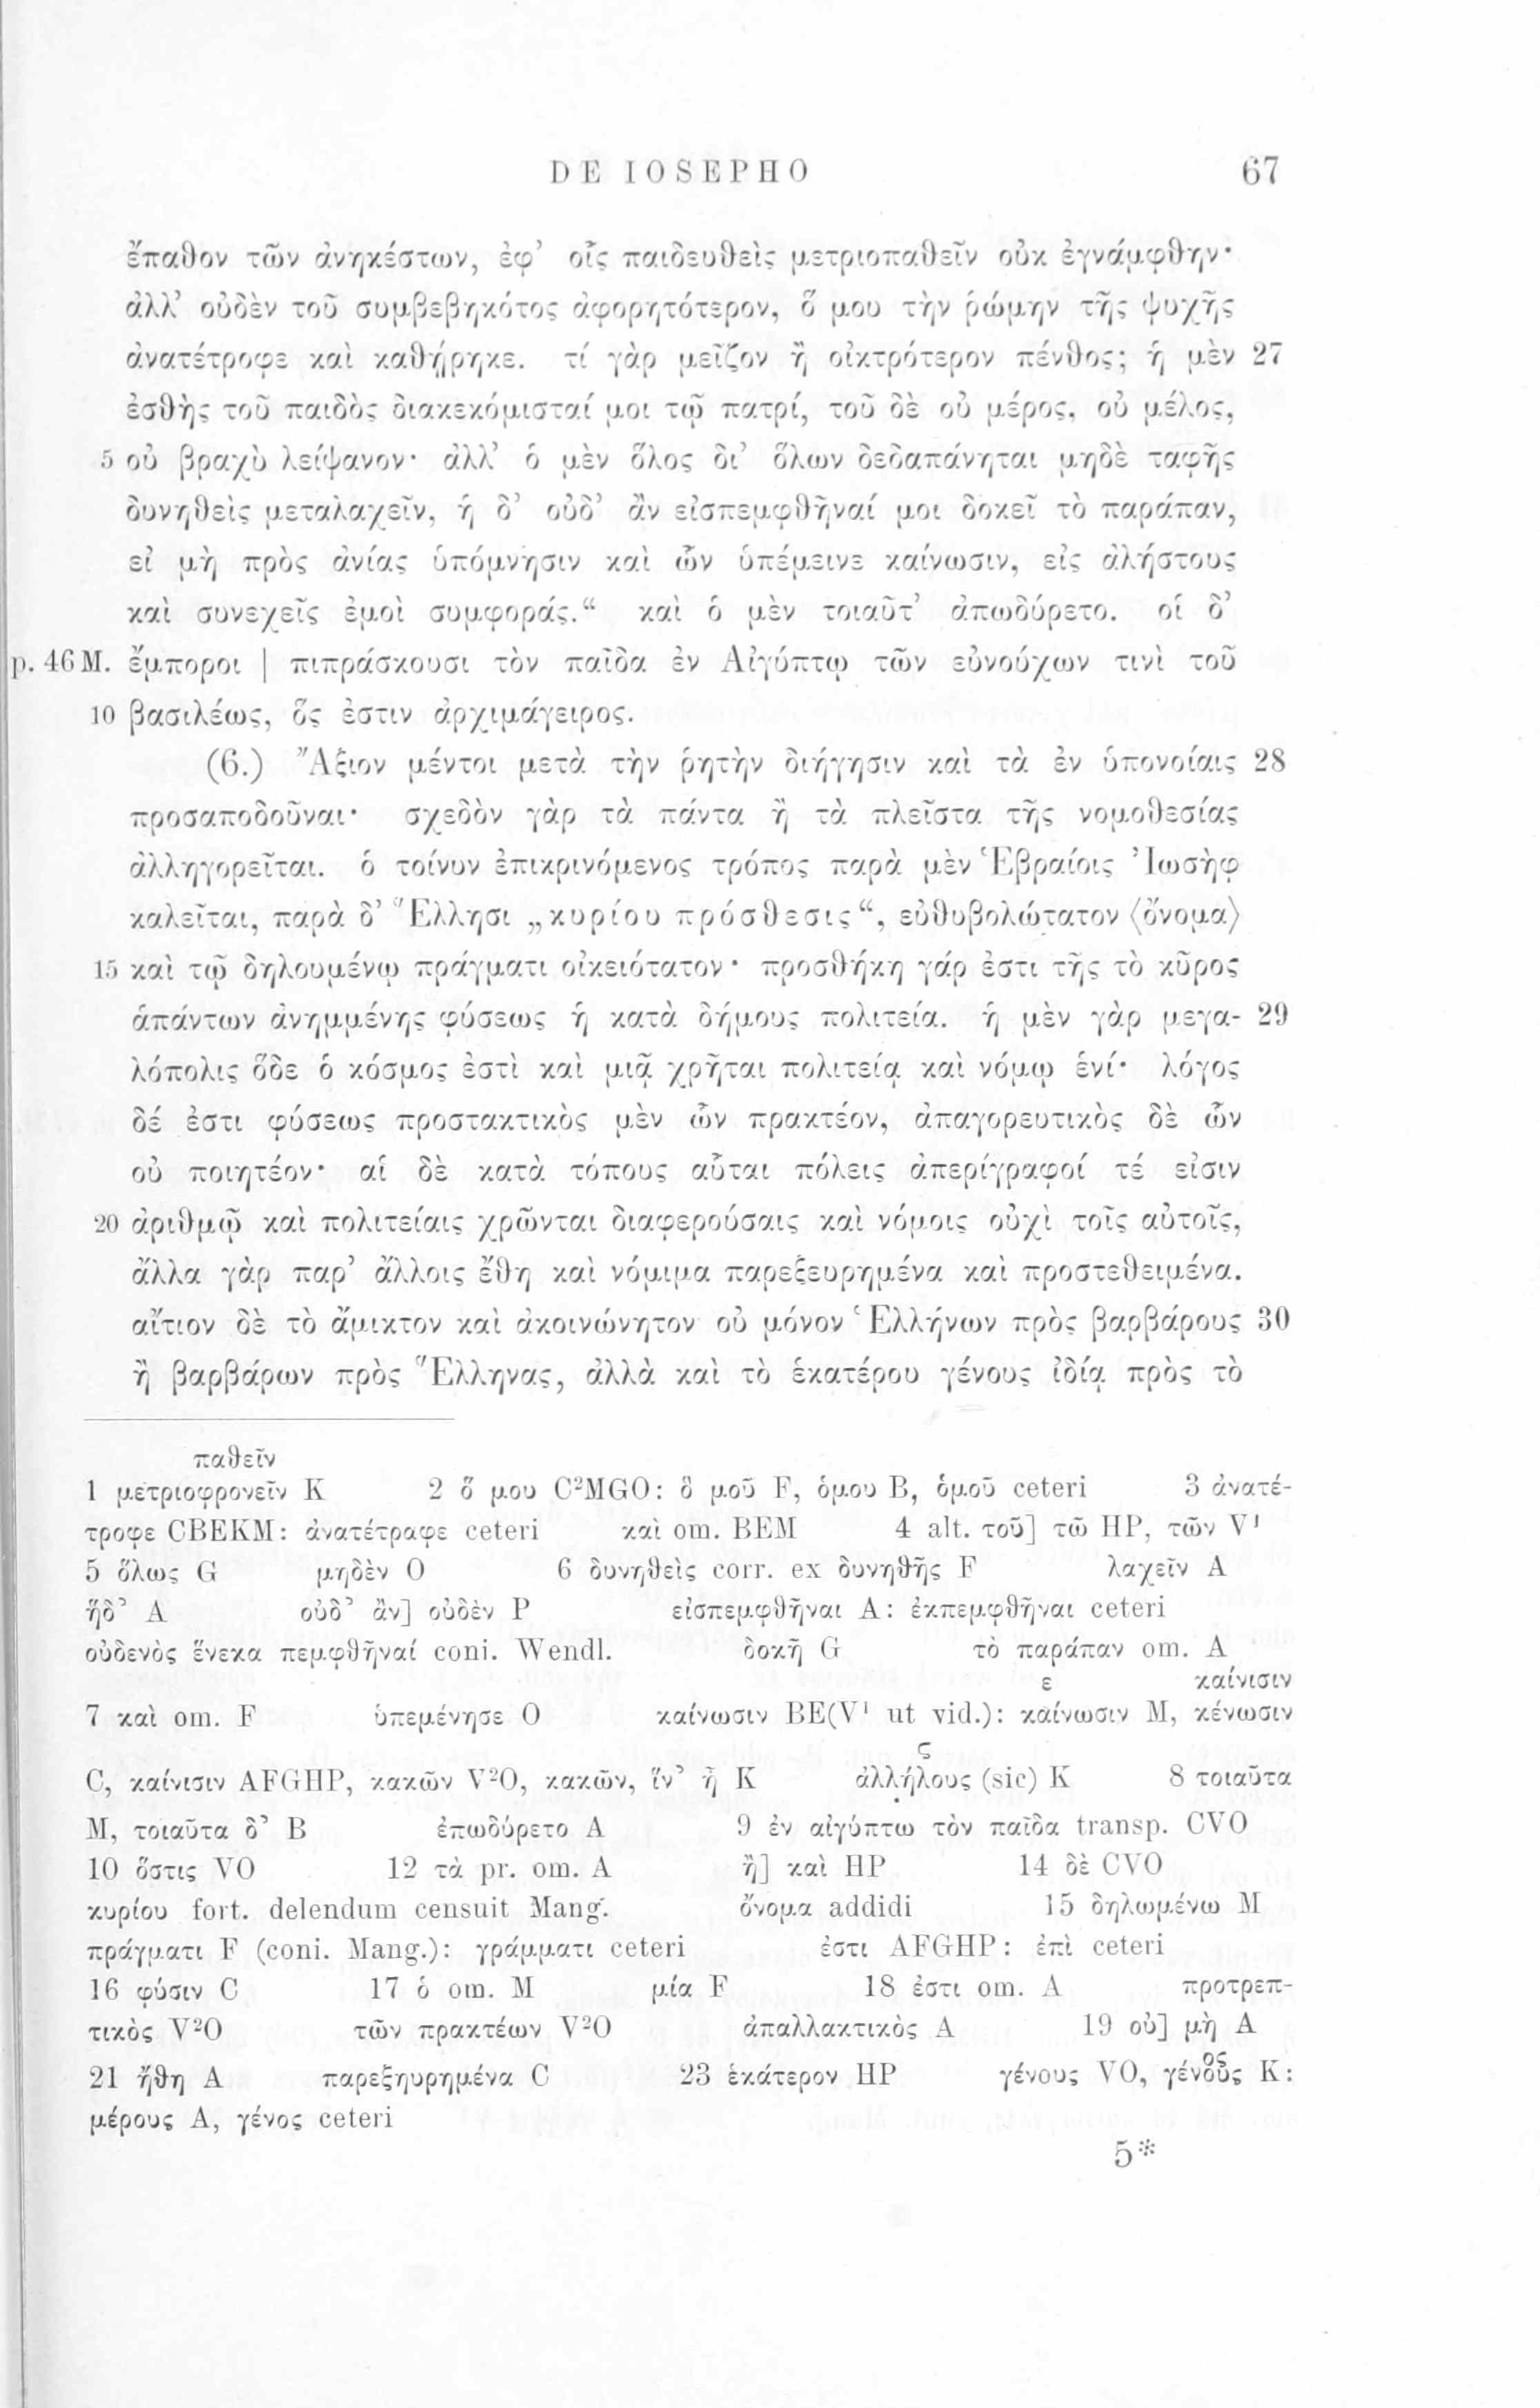 DE IOSEPHO 67
ἔπαθον τῶν ἀνηκέστων, ἐφ’ οἷς παιδευθεὶς μετριοπαθεῖν οὐκ ἐγνάμφθην·
ἀλλ’ οὐδὲν τοῦ συμβεβηκότος ἀφορητότερον, ὅ μου τὴν ῥώμην τῆς ψυχῆς
ἀνατέτροφε καὶ καθῄρηκε. τί γὰρ μεῖζον ἢ οἰκτρότερον πένθος; ἡ μὲν 27
ἐσθὴς τοῦ παιδὸς διακεκόμισταί μοι τῷ πατρί, τοῦ δὲ οὐ μέρος, οὐ μέλος,
5 οὐ βραχὺ λείψανον· ἀλλ’ ὁ μὲν ὅλος δι’ ὅλων δεδαπάνηται μηδὲ ταφῆς
δυνηθεὶς μεταλαχεῖν, ἡ δ’ οὐδ’ ἂν εἰσπεμφθῆναί μοι δοκεῖ τὸ παράπαν,
εἰ μὴ πρὸς ἀνίας ὑπόμνησιν καὶ ὧν ὑπέμεινε καίνωσιν, εἰς ἀλήστους
καὶ συνεχεῖς ἐμοὶ συμφοράς.“ καὶ ὁ μὲν τοιαῦτ’ ἀπωδύρετο. οἱ δ’
p. 46 M. ἔμποροι | πιπράσκουσι τὸν παῖδα ἐν Αἰγύπτῳ τῶν εὐνούχων τινὶ τοῦ
10 βασιλέως, ὅς ἐστιν ἀρχιμάγειρος.
(6.) Ἄξιον μέντοι μετὰ τὴν ῥητὴν διήγησιν καὶ τὰ ἐν ὑπονοίαις 28
προσαποδοῦναι· σχεδὸν γὰρ τὰ πάντα ἢ τὰ πλεῖστα τῆς νομοθεσίας
ἀλληγορεῖται. ὁ τοίνυν ἐπικρινόμενος τρόπος παρὰ μὲν Ἑβραίοις Ἰωσὴφ
καλεῖται, παρὰ δ’ Ἕλλησι „κυρίου πρόσθεσις“, εὐθυβολώτατον ⟨ὄνομα⟩
15 καὶ τῷ δηλουμένῳ πράγματι οἰκειότατον· προσθήκη γάρ ἐστι τῆς τὸ κῦρος
ἁπάντων ἀνημμένης φύσεως ἡ κατὰ δήμους πολιτεία. ἡ μὲν γὰρ μεγα- 29
λόπολις ὅδε ὁ κόσμος ἐστὶ καὶ μιᾷ χρῆται πολιτείᾳ καὶ νόμῳ ἑνί· λόγος
δέ ἐστι φύσεως προστακτικὸς μὲν ὧν πρακτέον, ἀπαγορευτικὸς δὲ ὧν
οὐ ποιητέον· αἱ δὲ κατὰ τόπους αὗται πόλεις ἀπερίγραφοί τέ εἰσιν
20 ἀριθμῷ καὶ πολιτείαις χρῶνται διαφερούσαις καὶ νόμοις οὐχὶ τοῖς αὐτοῖς,
ἄλλα γὰρ παρ’ ἄλλοις ἔθη καὶ νόμιμα παρεξευρημένα καὶ προστεθειμένα.
αἴτιον δὲ τὸ ἄμικτον καὶ ἀκοινώνητον οὐ μόνον Ἑλλήνων πρὸς βαρβάρους 30
ἢ βαρβάρων πρὸς Ἕλληνας, ἀλλὰ καὶ τὸ ἑκατέρου γένους ἰδίᾳ πρὸς τὸ
παθεῖν
1 μετριοφρονεῖν K 2 ὅ μου C²MGO: ὃ μοῦ F, ὁμου B, ὁμοῦ ceteri 3 ἀνατέ-
τροφε CBEKM: ἀνατέτραφε ceteri καὶ om. BEM 4 alt. τοῦ] τῶ HP, τῶν V¹
5 ὅλως G μηδὲν O 6 δυνηθεὶς corr. ex δυνηθῆς F λαχεῖν A
ἥδ’ A οὐδ’ ἂν] οὐδὲν P εἰσπεμφθῆναι A: ἐκπεμφθῆναι ceteri
οὐδενὸς ἕνεκα πεμφθῆναί coni. Wendl. δοκῆ G τὸ παράπαν om. A
ε καίνισιν
7 καὶ om. F ὑπεμένησε O καίνωσιν BE(V¹ ut vid.): καίνωσιν M, κένωσιν
ς
C, καίνισιν AFGHP, κακῶν V²O, κακῶν, ἵν’ ᾖ K ἀλλήλους (sic) K 8 τοιαῦτα
M, τοιαῦτα δ’ B ἐπωδύρετο A 9 ἐν αἰγύπτω τὸν παῖδα transp. CVO
10 ὅστις VO 12 τὰ pr. om. A ἢ] καὶ HP 14 δὲ CVO
κυρίου fort. delendum censuit Mang. ὄνομα addidi 15 δηλωμένω M
πράγματι F (coni. Mang.): γράμματι ceteri ἐστι AFGHP: ἐπὶ ceteri
16 φύσιν C 17 ὁ om. M μία F 18 ἐστι om. A προτρεπ-
τικὸς V²O τῶν πρακτέων V²O ἀπαλλακτικὸς A 19 οὐ] μὴ A
21 ἤθη A παρεξηυρημένα C 23 ἑκάτερον HP γένους VO, γένοὓς K:
μέρους A, γένος ceteri
5*